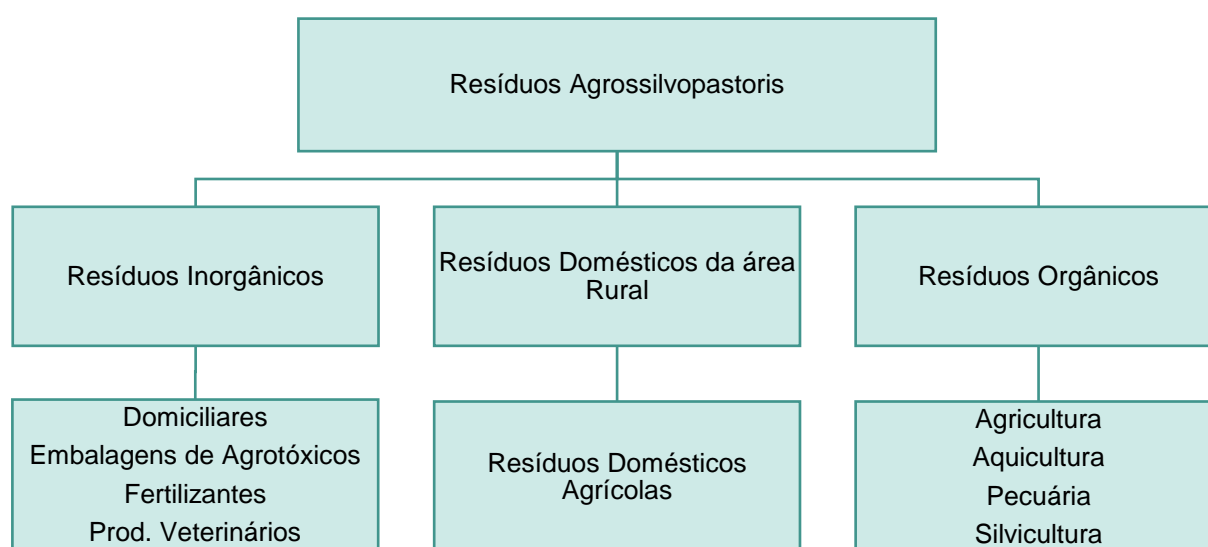 Resíduos Agrossilvopastoris
Resíduos Inorgânicos
Resíduos Domésticos da área
Rural
Resíduos Orgânicos
Domiciliares
Embalagens de Agrotóxicos
Fertilizantes
Prod. Veterinários
Resíduos Domésticos
Agrícolas
Agricultura
Aquicultura
Pecuária
Silvicultura